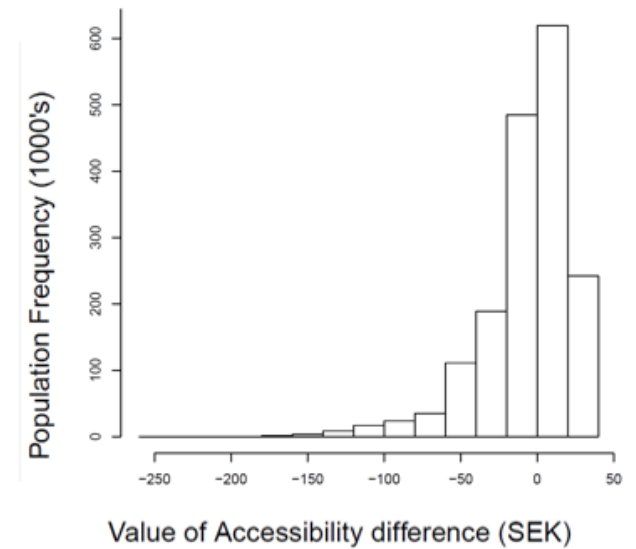 Population Frequency (1000's)
600
500
400
300
200
100
0
−250 −200 −150 −100 −50 0 50
Value of Accessibility difference (SEK)